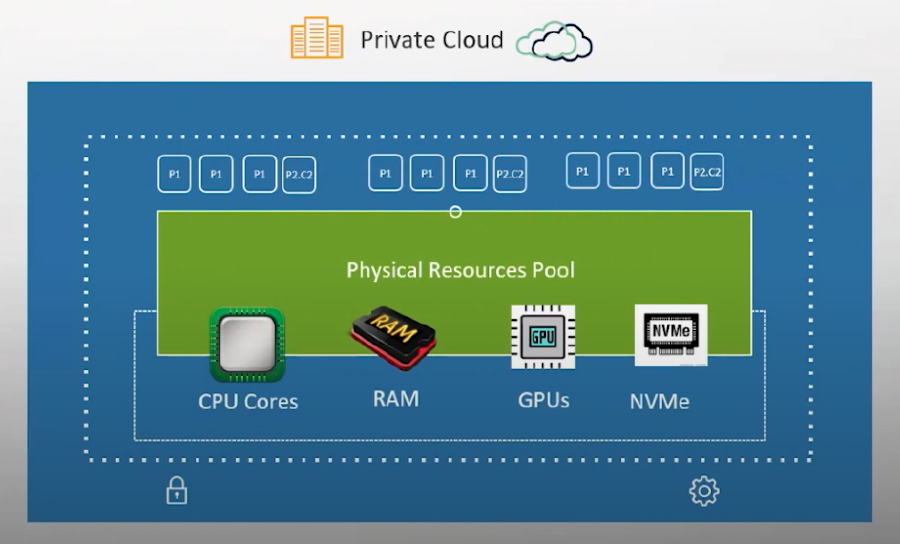 Private Cloud
P1 P1 P1 P2.C2 P1 P1 P1 P2.C2 P1 P1 P1 P2.C2
Physical Resources Pool
RAM GPU NVMe
CPU Cores RAM GPUs NVMe